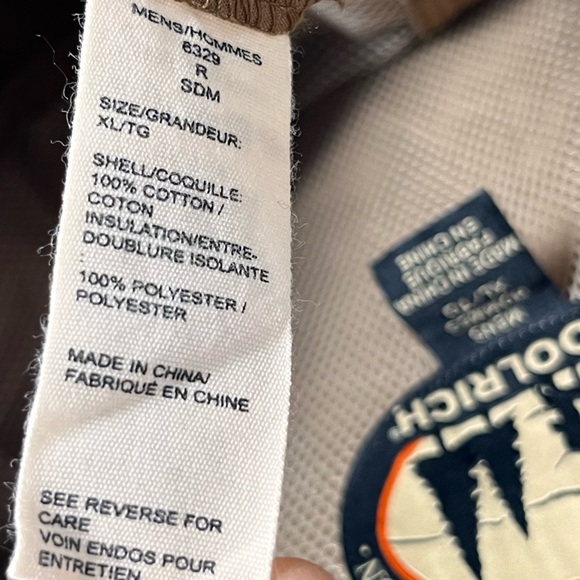 MENS/HOMMES
6329
R
SDM
SIZE/GRANDEUR:
XL/TG
SHELL/COQUILLE:
100% COTTON /
COTON
INSULATION/ENTRE-
DOUBLURE ISOLANTE
:
100% POLYESTER /
POLYESTER
MADE IN CHINA/
FABRIQUÉ EN CHINE
SEE REVERSE FOR
CARE
VOIN ENDOS POUR
ENTRETIEN
MENS
XL/TG
MADE IN CHINA
FABRIQUÉ
EN CHINE
OOLRICH